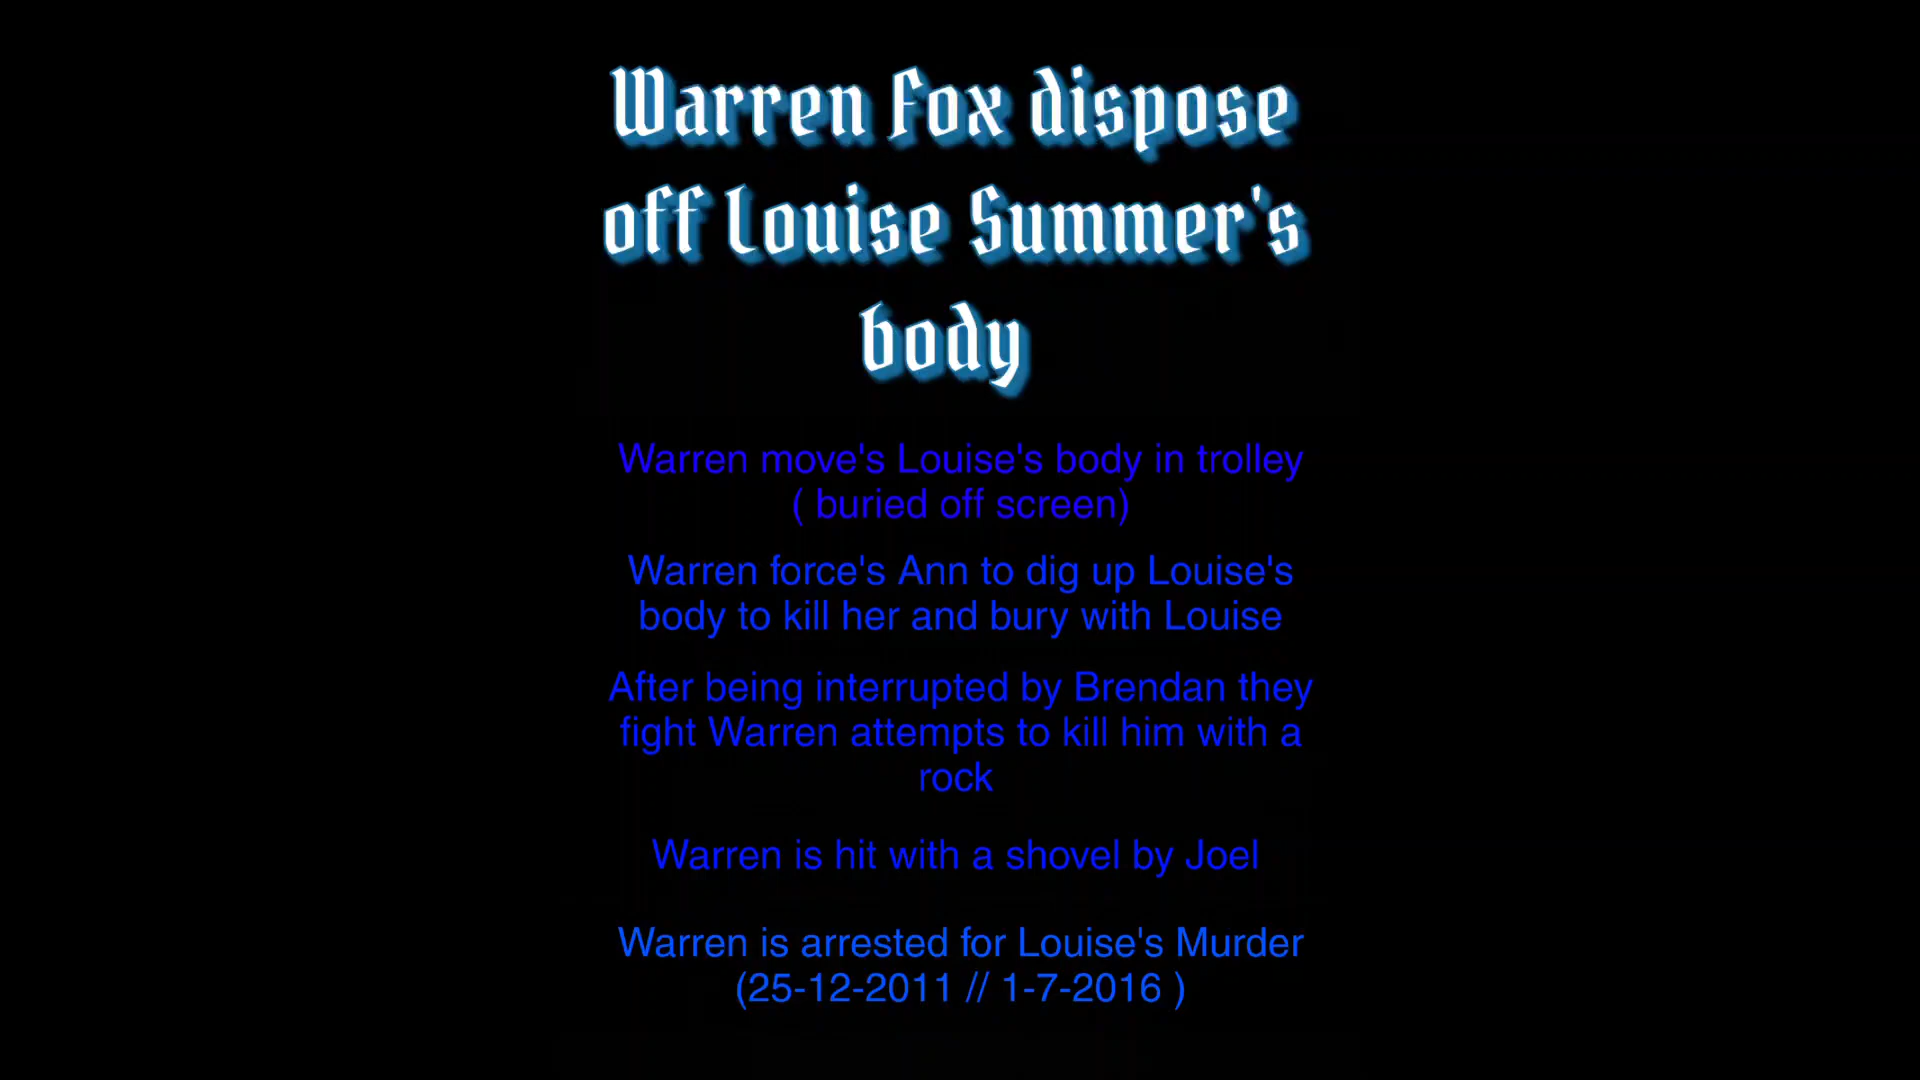 Warren Fox dispose
off Louise Summer's
body
Warren move's Louise's body in trolley
( buried off screen)
Warren force's Ann to dig up Louise's
body to kill her and bury with Louise
After being interrupted by Brendan they
fight Warren attempts to kill him with a
rock
Warren is hit with a shovel by Joel
Warren is arrested for Louise's Murder
(25-12-2011 // 1-7-2016 )